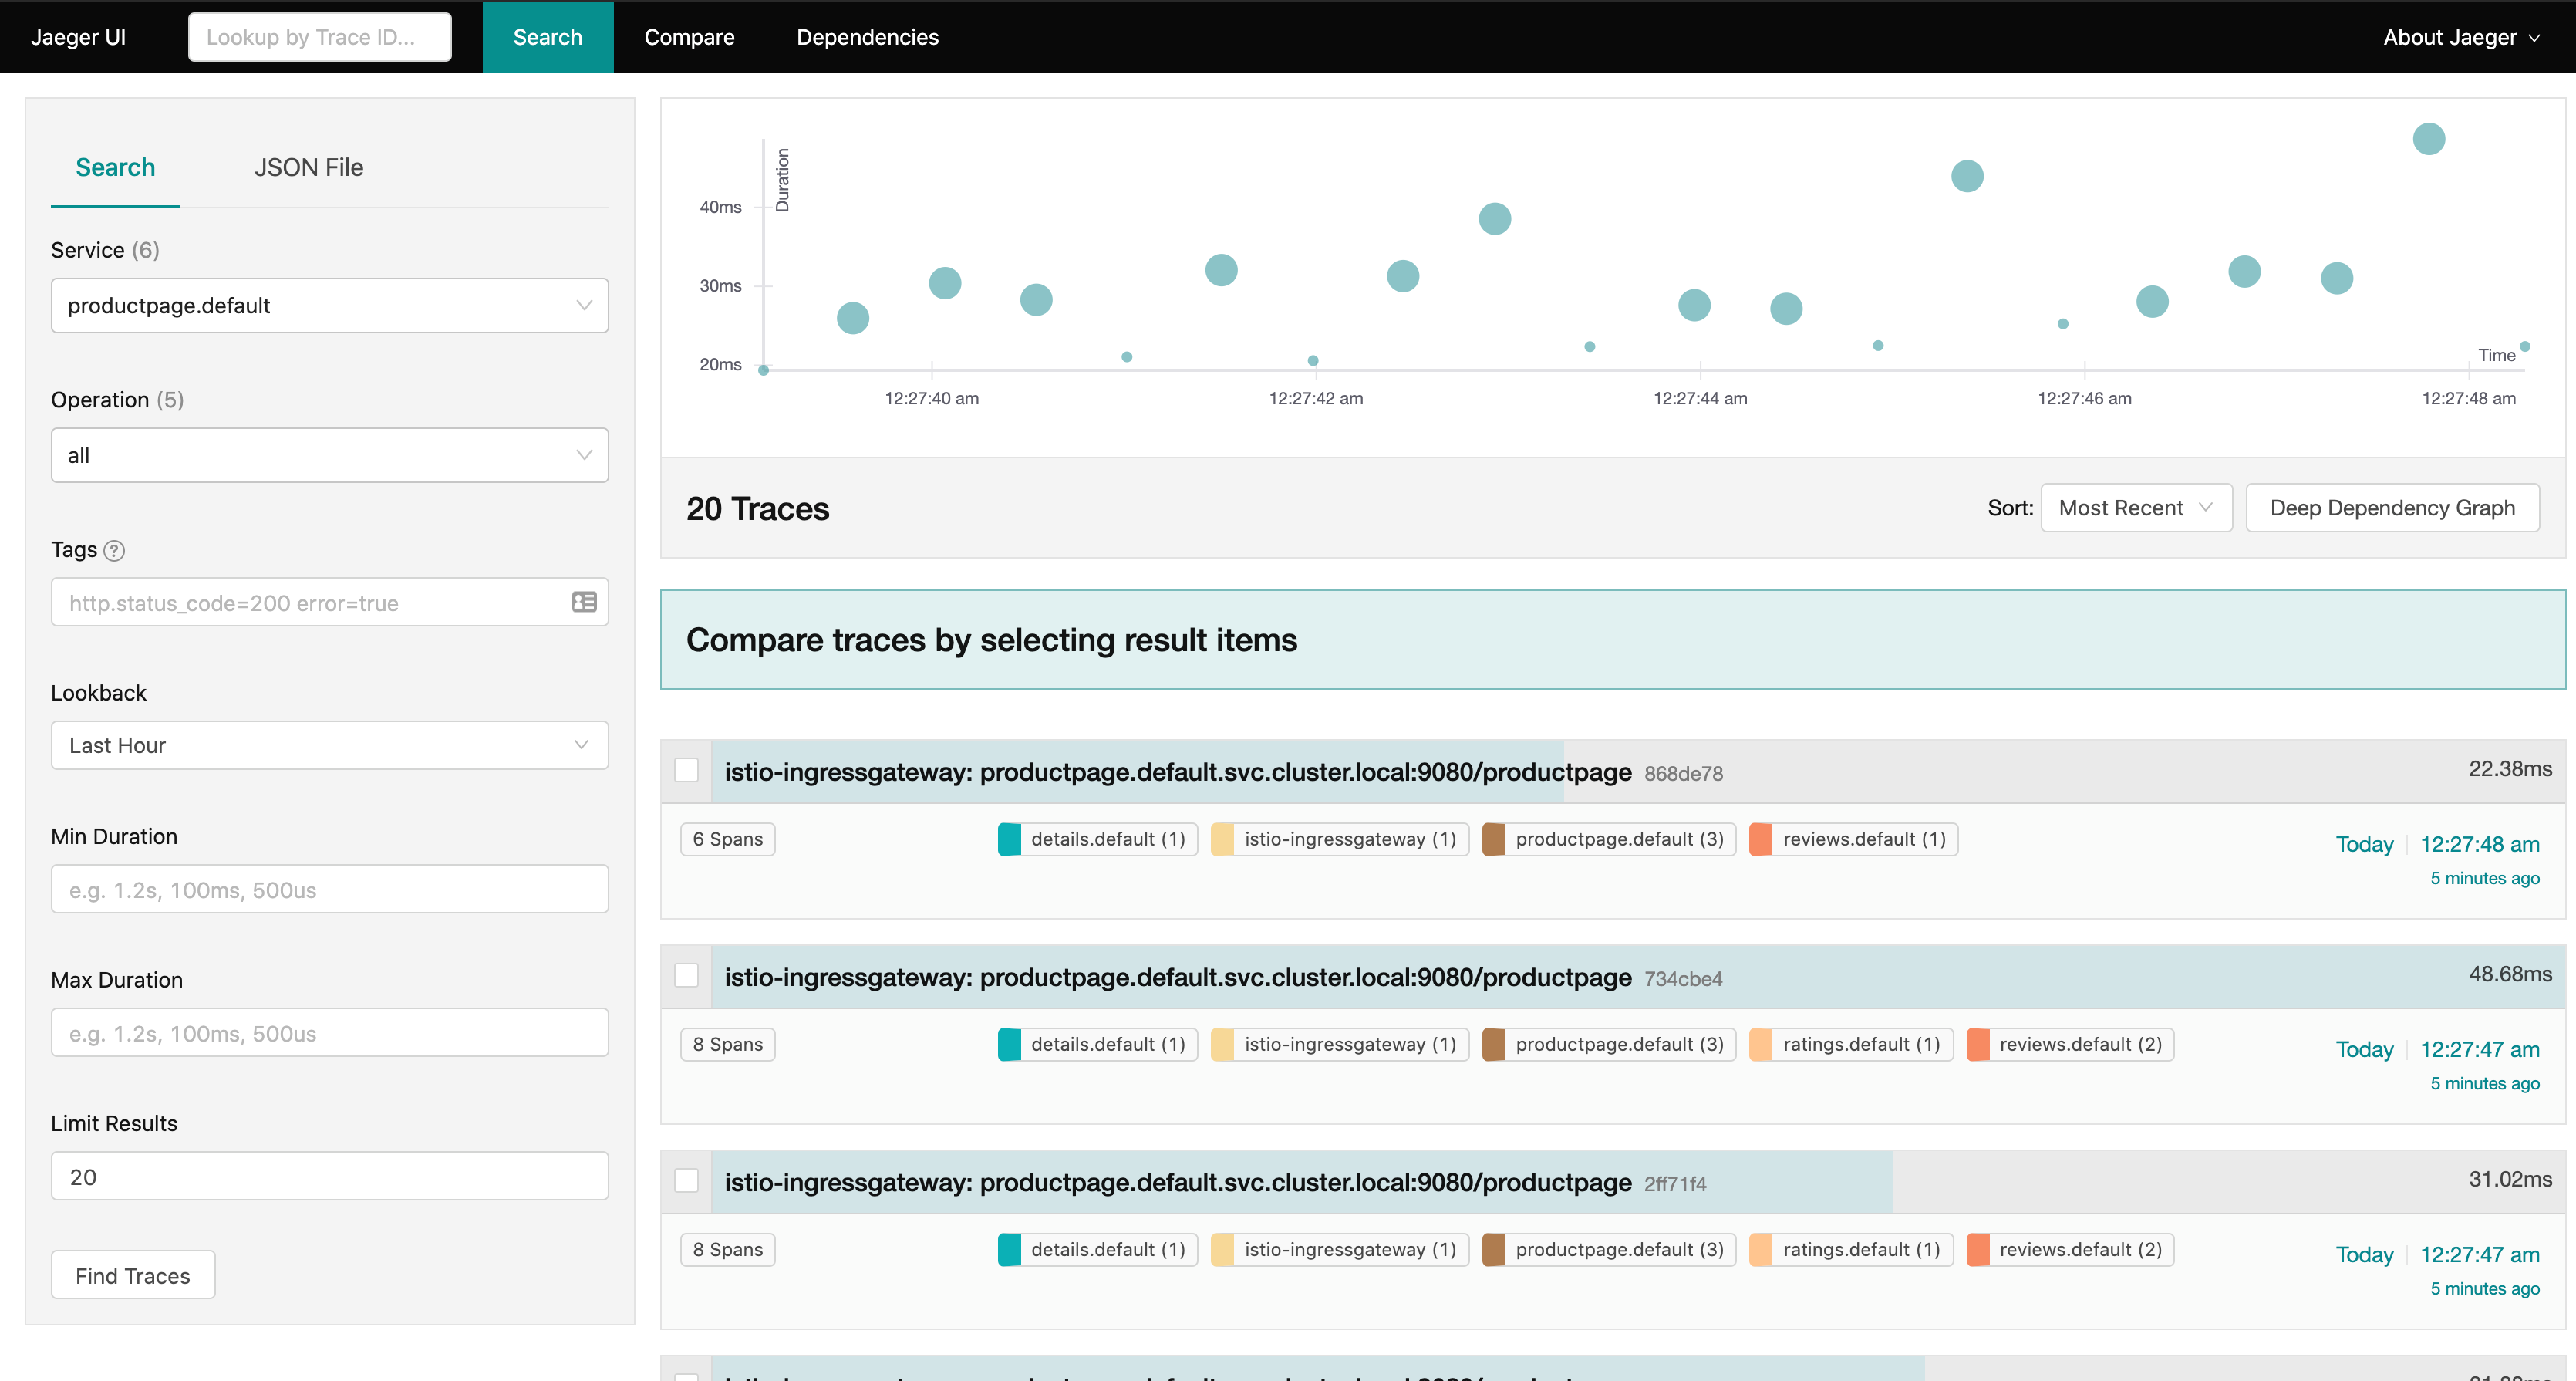 Jaeger UI
Lookup by Trace ID...
Search
Compare
Dependencies
About Jaeger
Search
JSON File
Service (6)
productpage.default
Operation (5)
all
Tags ?
http.status_code=200 error=true
Lookback
Last Hour
Min Duration
e.g. 1.2s, 100ms, 500us
Max Duration
e.g. 1.2s, 100ms, 500us
Limit Results
20
Find Traces
Duration
40ms
30ms
20ms
Time
12:27:40 am
12:27:42 am
12:27:44 am
12:27:46 am
12:27:48 am
20 Traces
Sort: Most Recent
Deep Dependency Graph
Compare traces by selecting result items
istio-ingressgateway: productpage.default.svc.cluster.local:9080/productpage 868de78
22.38ms
6 Spans
details.default (1)
istio-ingressgateway (1)
productpage.default (3)
reviews.default (1)
Today 12:27:48 am
5 minutes ago
istio-ingressgateway: productpage.default.svc.cluster.local:9080/productpage 734cbe4
48.68ms
8 Spans
details.default (1)
istio-ingressgateway (1)
productpage.default (3)
ratings.default (1)
reviews.default (2)
Today 12:27:47 am
5 minutes ago
istio-ingressgateway: productpage.default.svc.cluster.local:9080/productpage 2ff71f4
31.02ms
8 Spans
details.default (1)
istio-ingressgateway (1)
productpage.default (3)
ratings.default (1)
reviews.default (2)
Today 12:27:47 am
5 minutes ago